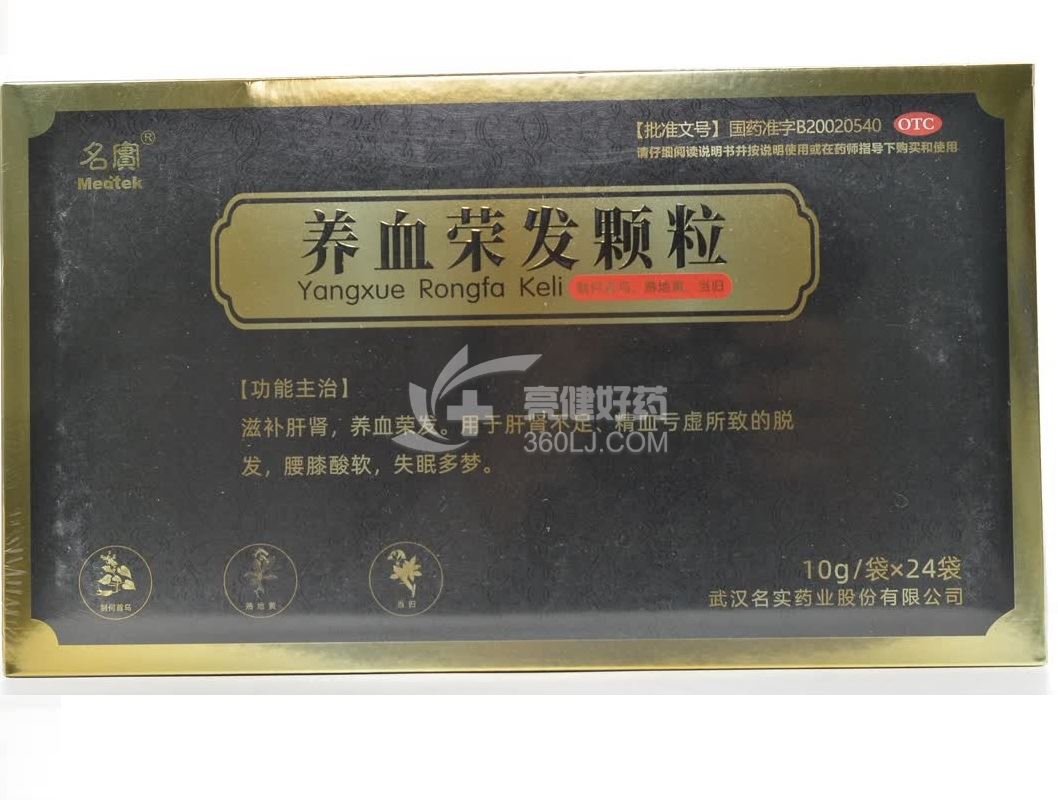 【批准文号】国药准字B20020540 OTC
请仔细阅读说明书并按说明使用或在药师指导下购买和使用
名實®
Meatek
养血荣发颗粒
Yangxue Rongfa Keli 制何首乌、熟地黄、当归
【功能主治】
滋补肝肾，养血荣发。用于肝肾不足、精血亏虚所致的脱
发，腰膝酸软，失眠多梦。
亮健好药
360LJ.COM
制何首乌 熟地黄 当归
10g/袋×24袋
武汉名实药业股份有限公司